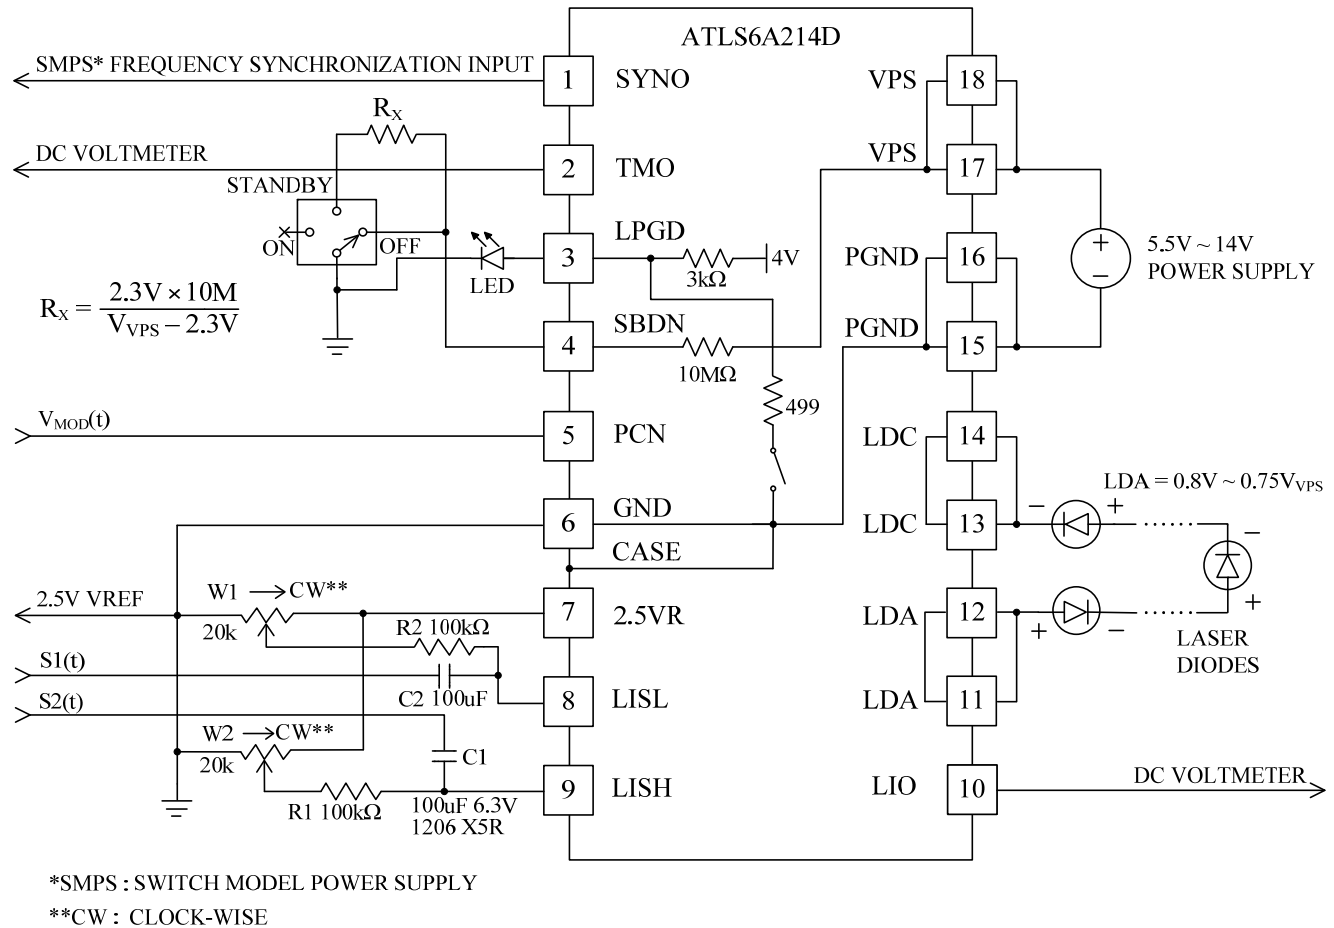 ATLS6A214D
SMPS* FREQUENCY SYNCHRONIZATION INPUT
1
SYNO
VPS
18
RX
DC VOLTMETER
2
TMO
VPS
17
STANDBY
ON
OFF
LED
3
LPGD
3kΩ
4V
PGND
16
5.5V ~ 14V
POWER SUPPLY
+
−
RX = 2.3V × 10M
VVPS − 2.3V
4
SBDN
10MΩ
PGND
15
499
VMOD(t)
5
PCN
LDC
14
LDA = 0.8V ~ 0.75VVPS
6
GND
LDC
13
− +
CASE
−
+
2.5V VREF
W1 → CW**
20k
7
2.5VR
LDA
12
+ −
LASER
DIODES
R2 100kΩ
S1(t)
C2 100uF
8
LISL
LDA
11
S2(t)
W2 → CW**
20k
C1
R1 100kΩ
100uF 6.3V
1206 X5R
9
LISH
LIO
10
DC VOLTMETER
*SMPS : SWITCH MODEL POWER SUPPLY
**CW : CLOCK-WISE